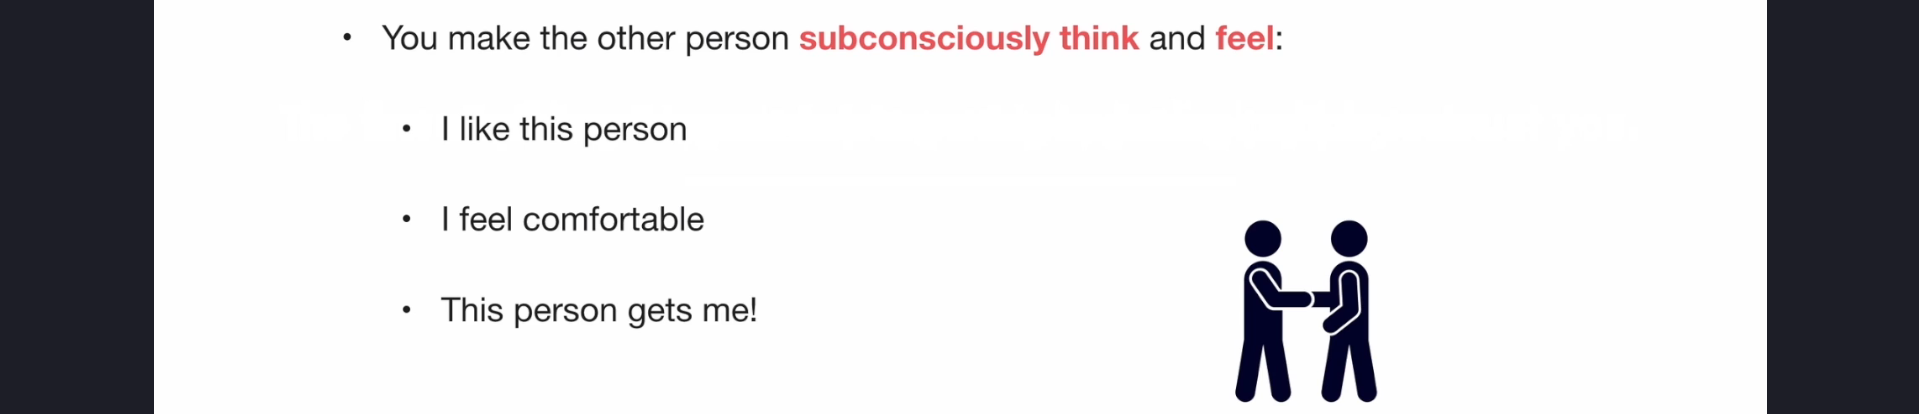 • You make the other person subconsciously think and feel:
• I like this person
• I feel comfortable
• This person gets me!